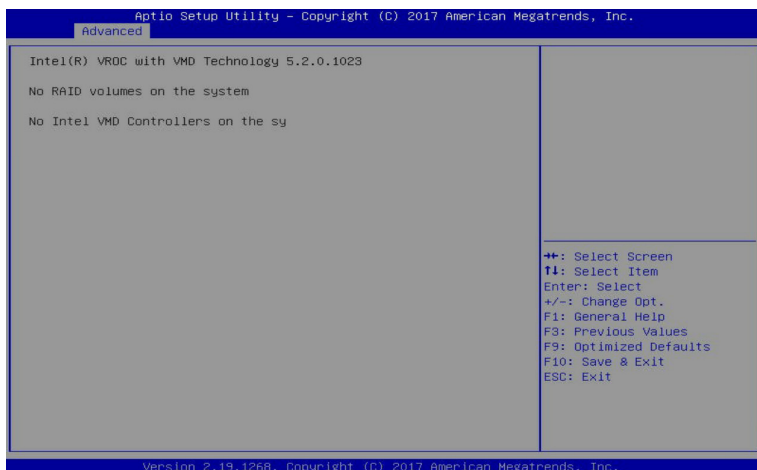 Aptio Setup Utility – Copyright (C) 2017 American Megatrends, Inc.
Advanced
Intel(R) VROC with VMD Technology 5.2.0.1023
No RAID volumes on the system
No Intel VMD Controllers on the sy
→←: Select Screen
↑↓: Select Item
Enter: Select
+/-: Change Opt.
F1: General Help
F3: Previous Values
F9: Optimized Defaults
F10: Save & Exit
ESC: Exit
Version 2.19.1268. Copyright (C) 2017 American Megatrends, Inc.